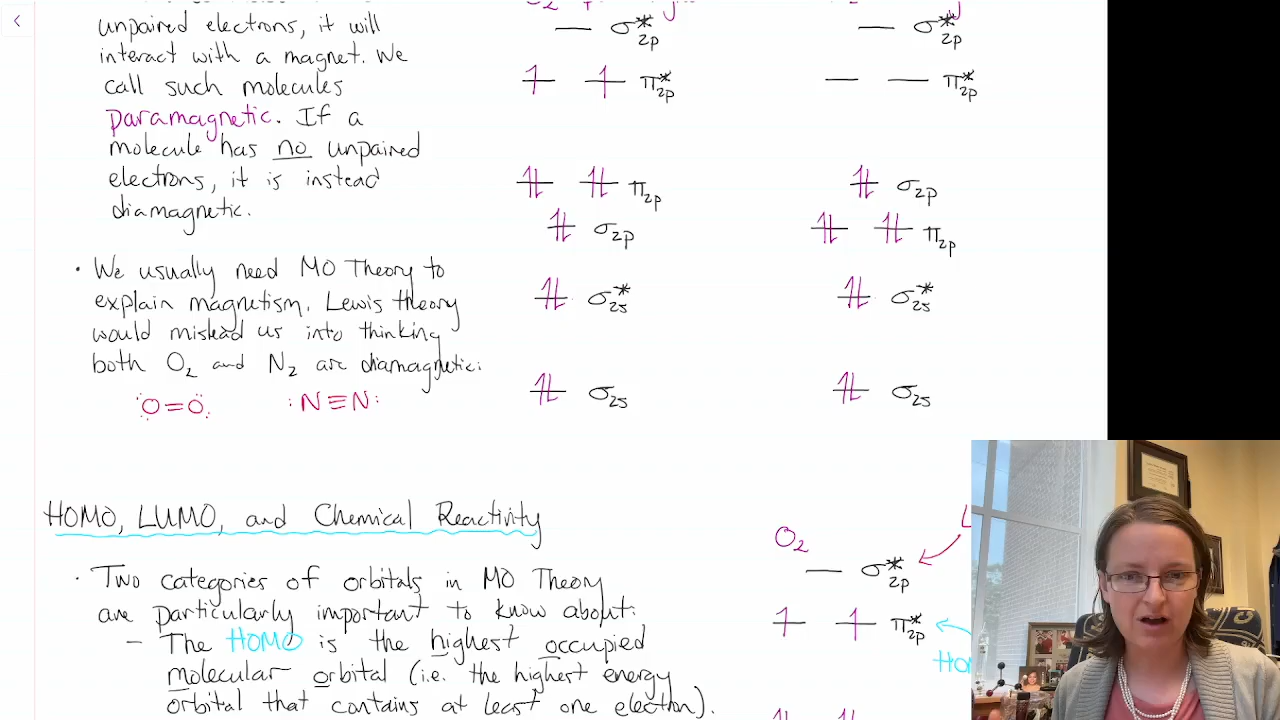 unpaired electrons, it will
interact with a magnet. We
call such molecules
paramagnetic. If a
molecule has no unpaired
electrons, it is instead
diamagnetic.
• We usually need MO Theory to
explain magnetism. Lewis theory
would mislead us into thinking
both O₂ and N₂ are diamagnetic:
:O=O: :N≡N:
σ*2p
π*2p
π2p
σ2p
σ*2s
σ2s
σ*2p
π*2p
σ2p
π2p
σ*2s
σ2s
HOMO, LUMO, and Chemical Reactivity
• Two categories of orbitals in MO Theory
are particularly important to know about:
– The HOMO is the highest occupied
molecular orbital (i.e. the highest energy
orbital that contains at least one electron).
O₂
σ*2p
π*2p